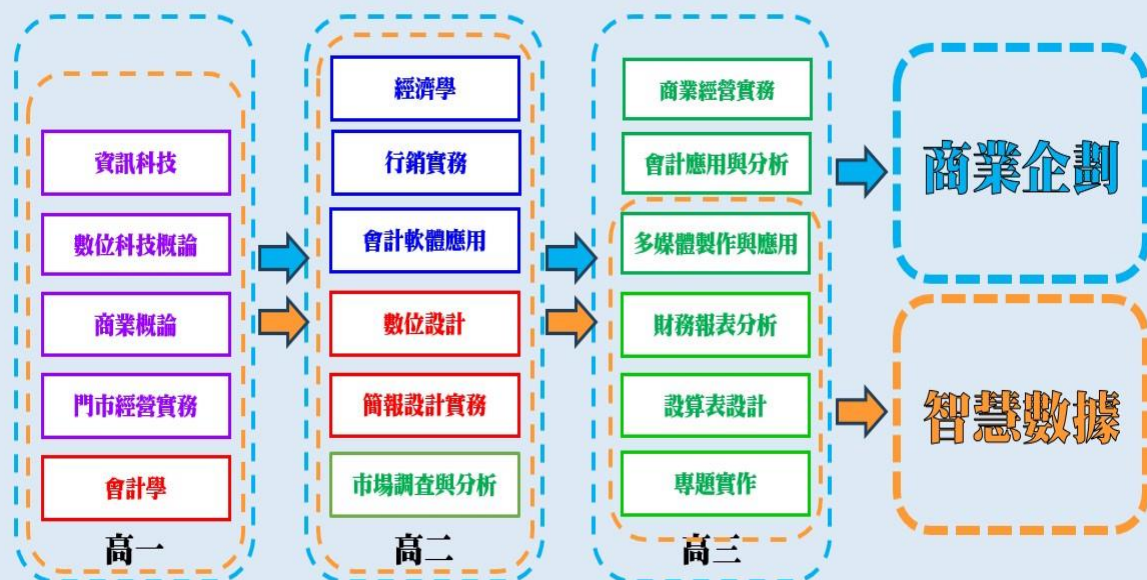 資訊科技
數位科技概論
商業概論
門市經營實務
會計學
高一
經濟學
行銷實務
會計軟體應用
數位設計
簡報設計實務
市場調查與分析
高二
商業經營實務
會計應用與分析
多媒體製作與應用
財務報表分析
設算表設計
專題實作
高三
商業企劃
智慧數據